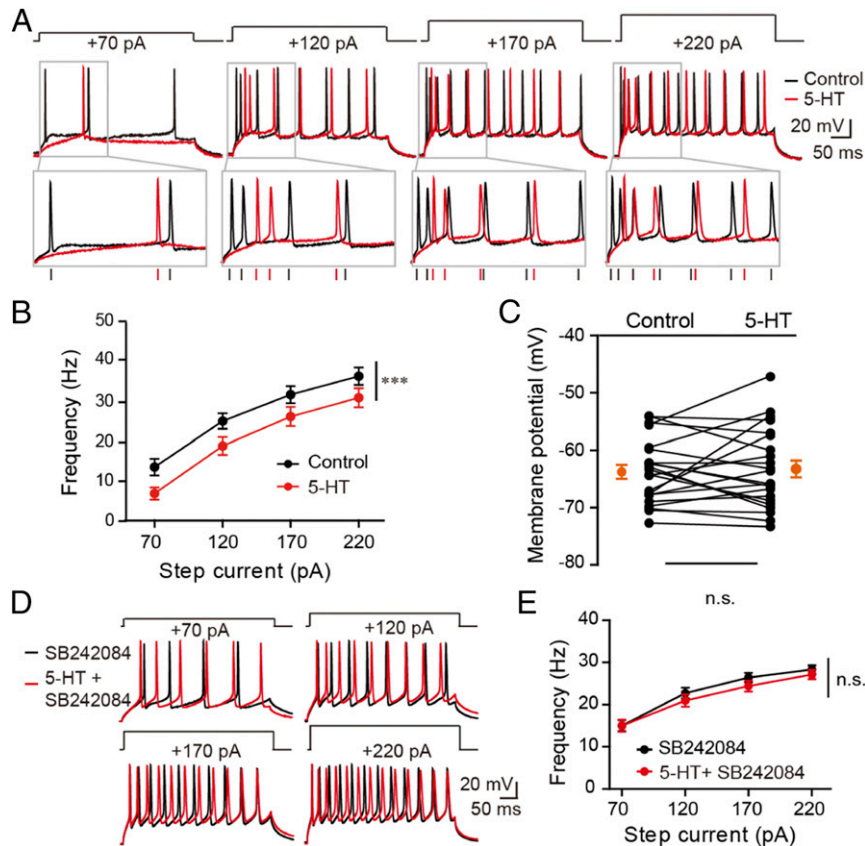 A
+70 pA
+120 pA
+170 pA
+220 pA
Control
5-HT
20 mV
50 ms
B
50
40
30
20
10
0
Frequency (Hz)
***
Control
5-HT
70
120
170
220
Step current (pA)
C
Control
5-HT
-40
-50
-60
-70
-80
Membrane potential (mV)
n.s.
D
SB242084
5-HT +
SB242084
+70 pA
+120 pA
+170 pA
+220 pA
20 mV
50 ms
E
40
30
20
10
0
Frequency (Hz)
n.s.
SB242084
5-HT+ SB242084
70
120
170
220
Step current (pA)